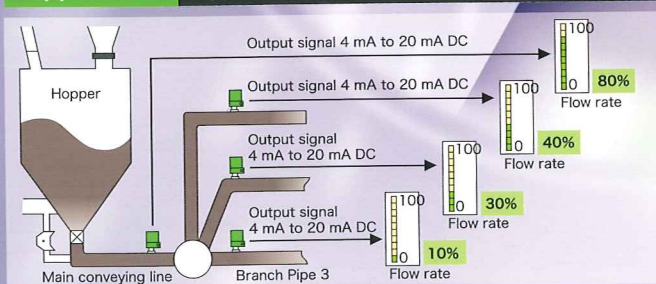 Output signal 4 mA to 20 mA DC
100
0
80%
Flow rate
Hopper
Output signal 4 mA to 20 mA DC
100
0
40%
Flow rate
Output signal
4 mA to 20 mA DC
100
0
30%
Flow rate
Output signal
4 mA to 20 mA DC
100
0
10%
Flow rate
Main conveying line
Branch Pipe 3